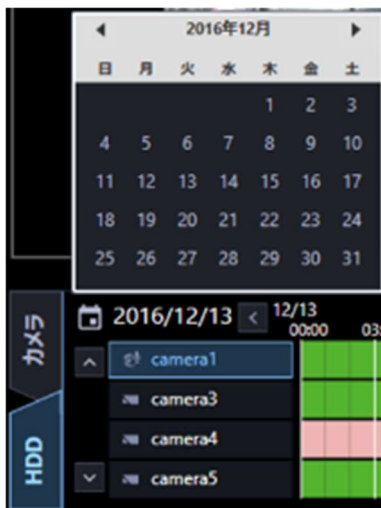 2016年12月
日 月 火 水 木 金 土
1 2 3
4 5 6 7 8 9 10
11 12 13 14 15 16 17
18 19 20 21 22 23 24
25 26 27 28 29 30 31
カメラ
HDD
2016/12/13
12/13
00:00 03:
camera1
camera3
camera4
camera5